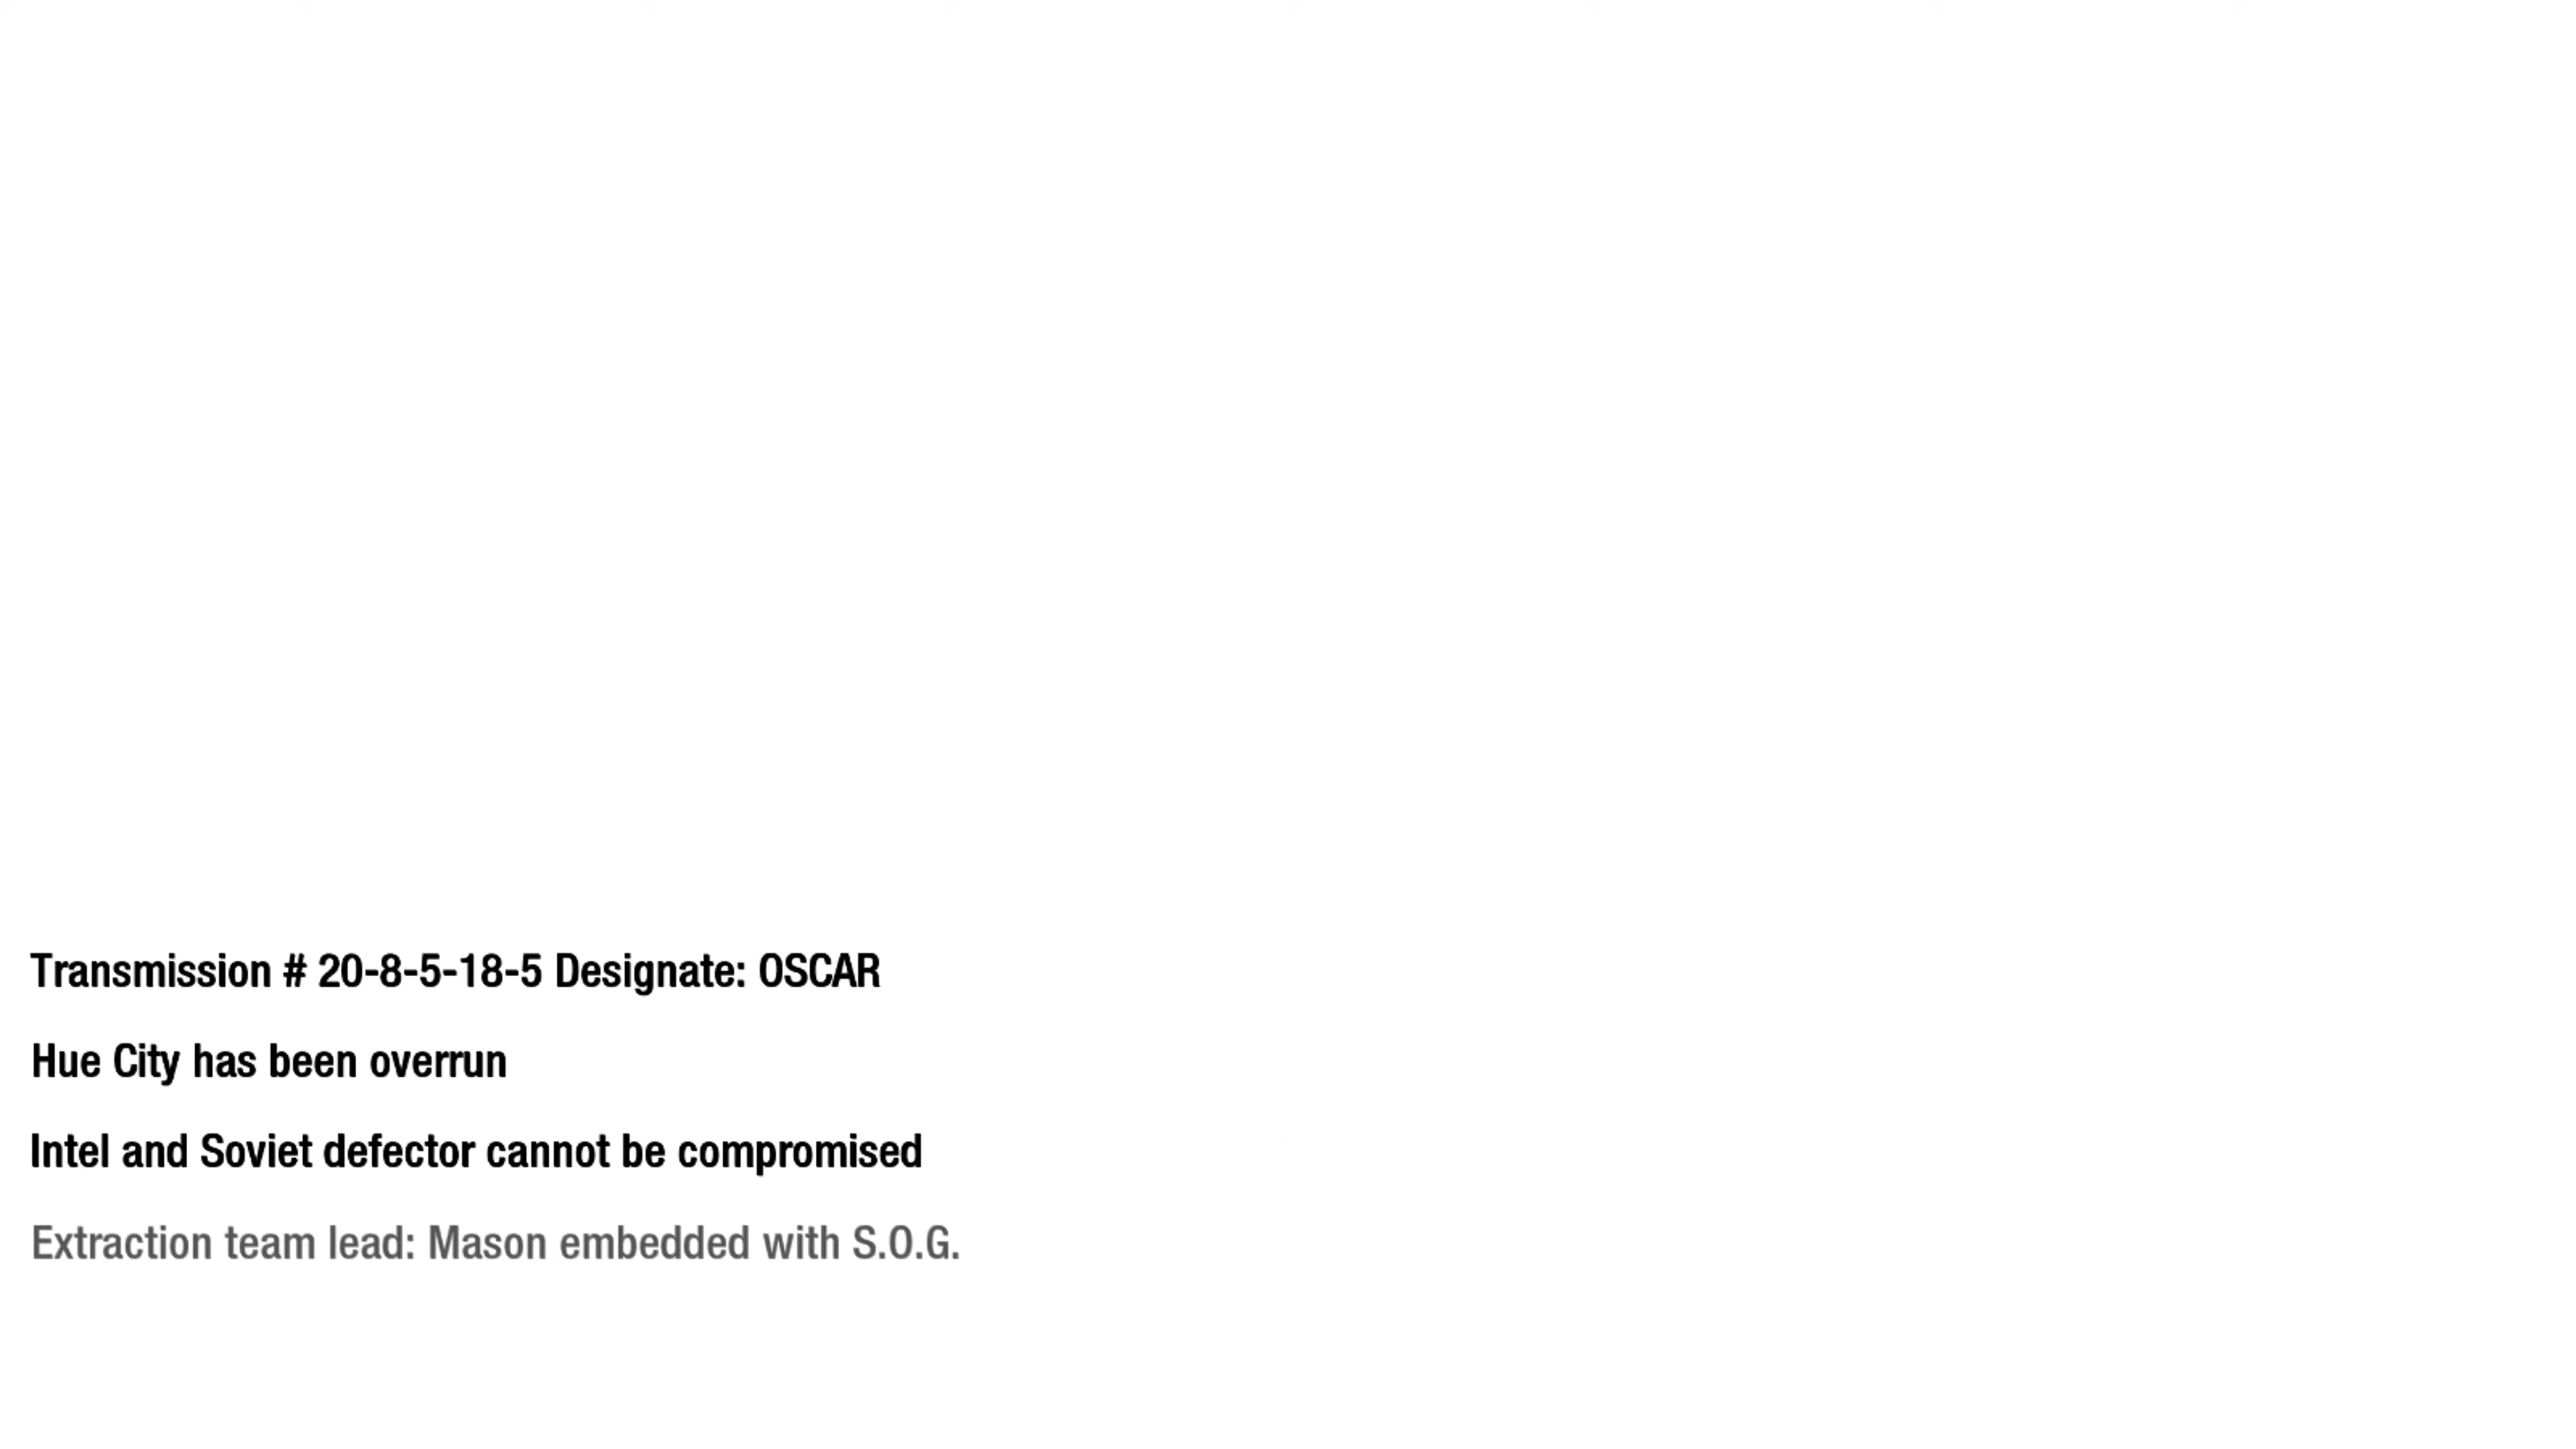 Transmission # 20-8-5-18-5 Designate: OSCAR
Hue City has been overrun
Intel and Soviet defector cannot be compromised
Extraction team lead: Mason embedded with S.O.G.